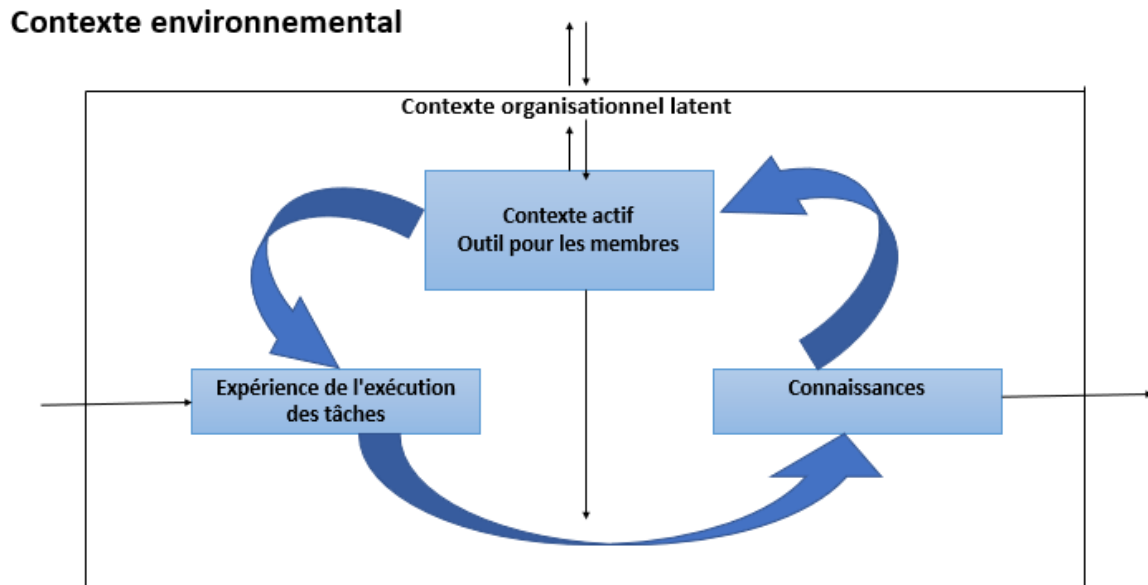 Contexte environnemental
Contexte organisationnel latent
Contexte actif
Outil pour les membres
Expérience de l'exécution
des tâches
Connaissances